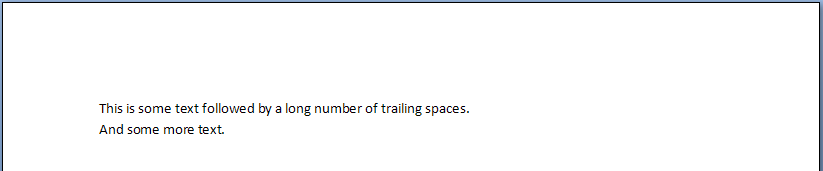 This is some text followed by a long number of trailing spaces.
And some more text.